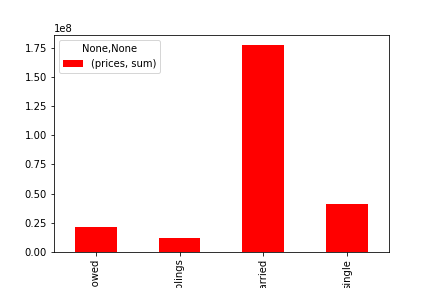 1e8
None,None
(prices, sum)
1.75
1.50
1.25
1.00
0.75
0.50
0.25
0.00
owed
olings
arried
single